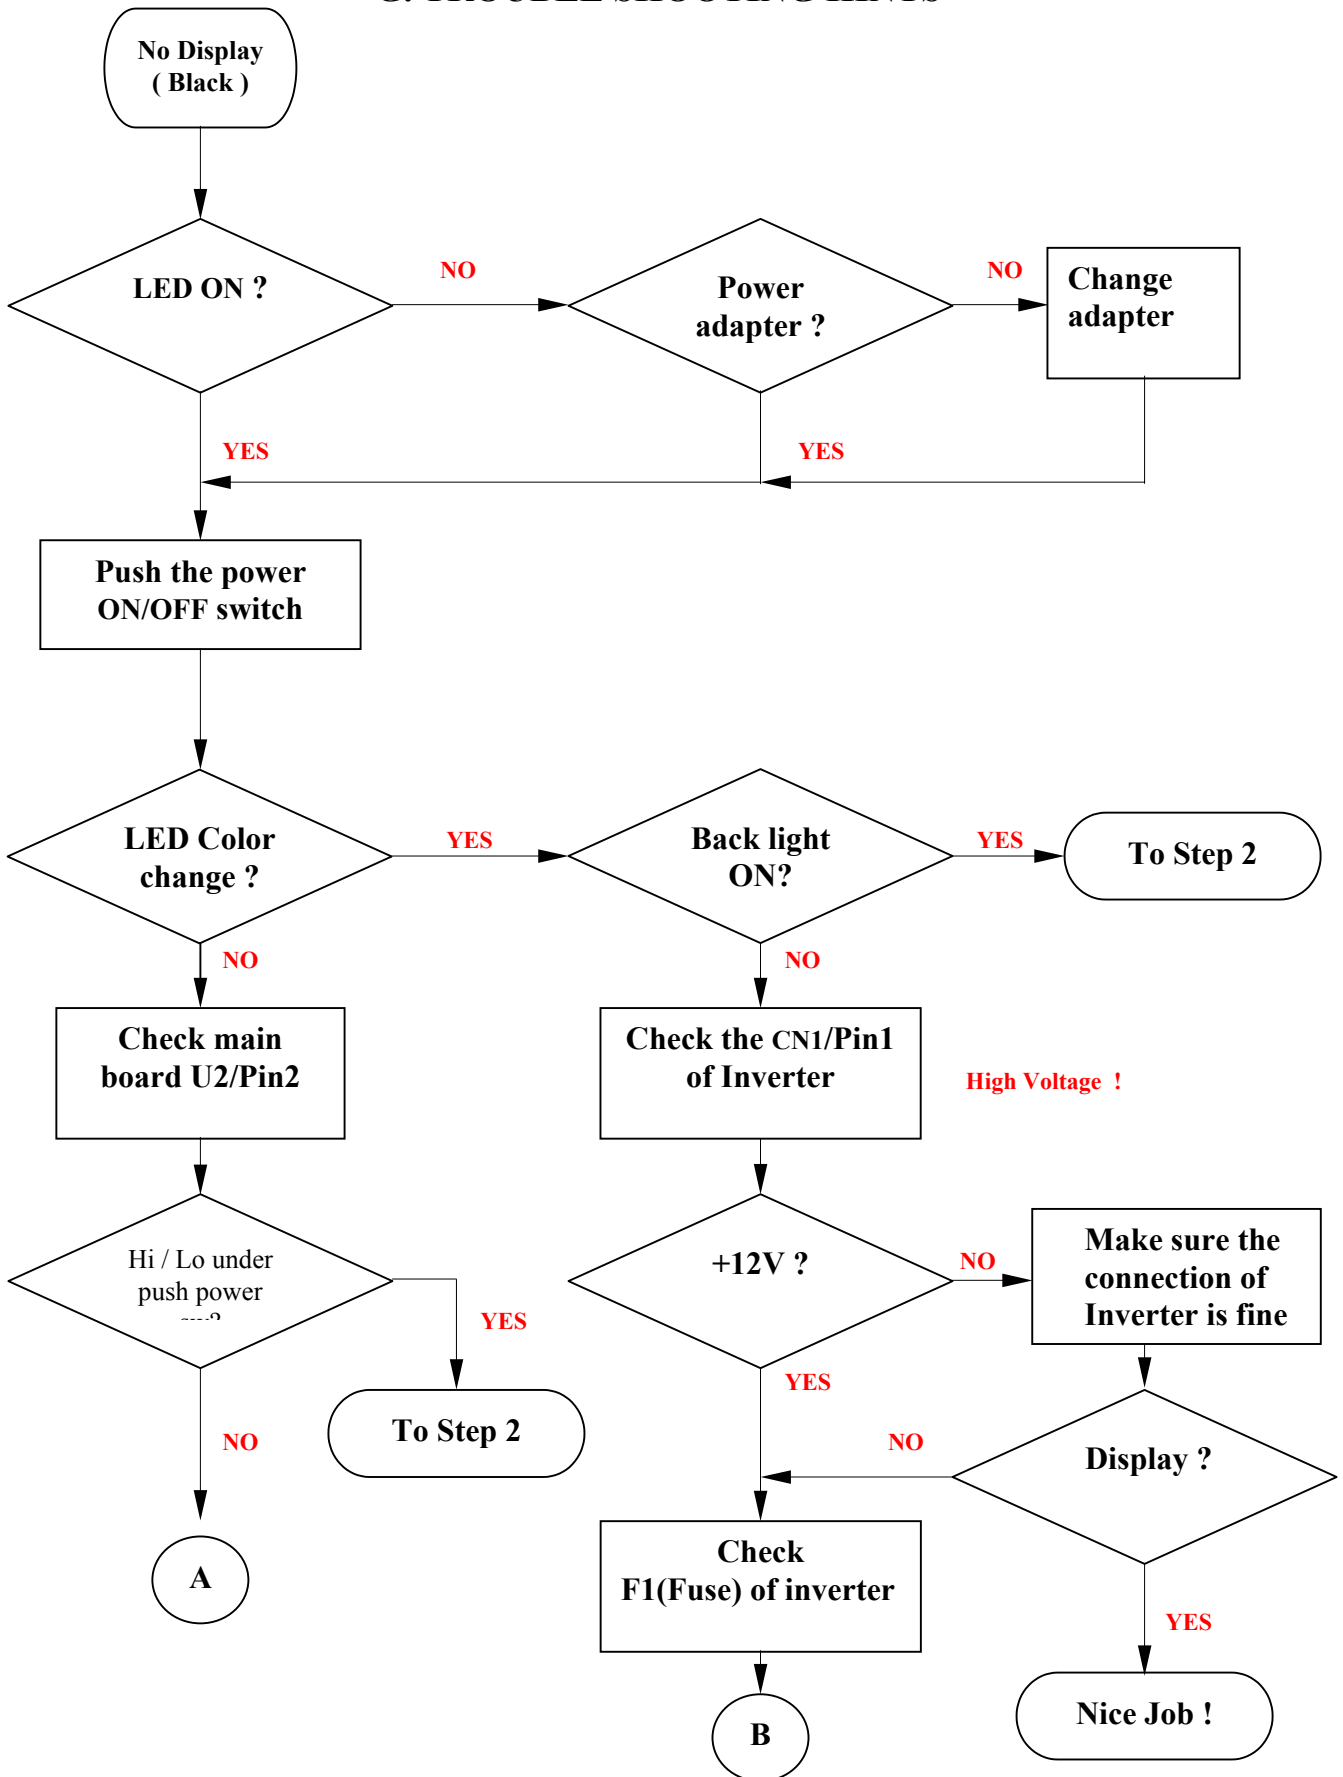 No Display
( Black )
LED ON ?
NO
Power
adapter ?
NO
Change
adapter
YES
YES
Push the power
ON/OFF switch
LED Color
change ?
YES
Back light
ON?
YES
To Step 2
NO
NO
Check main
board U2/Pin2
Check the CN1/Pin1
of Inverter
High Voltage !
Hi / Lo under
push power
YES
To Step 2
NO
A
+12V ?
NO
Make sure the
connection of
Inverter is fine
YES
NO
Display ?
Check
F1(Fuse) of inverter
YES
B
Nice Job !